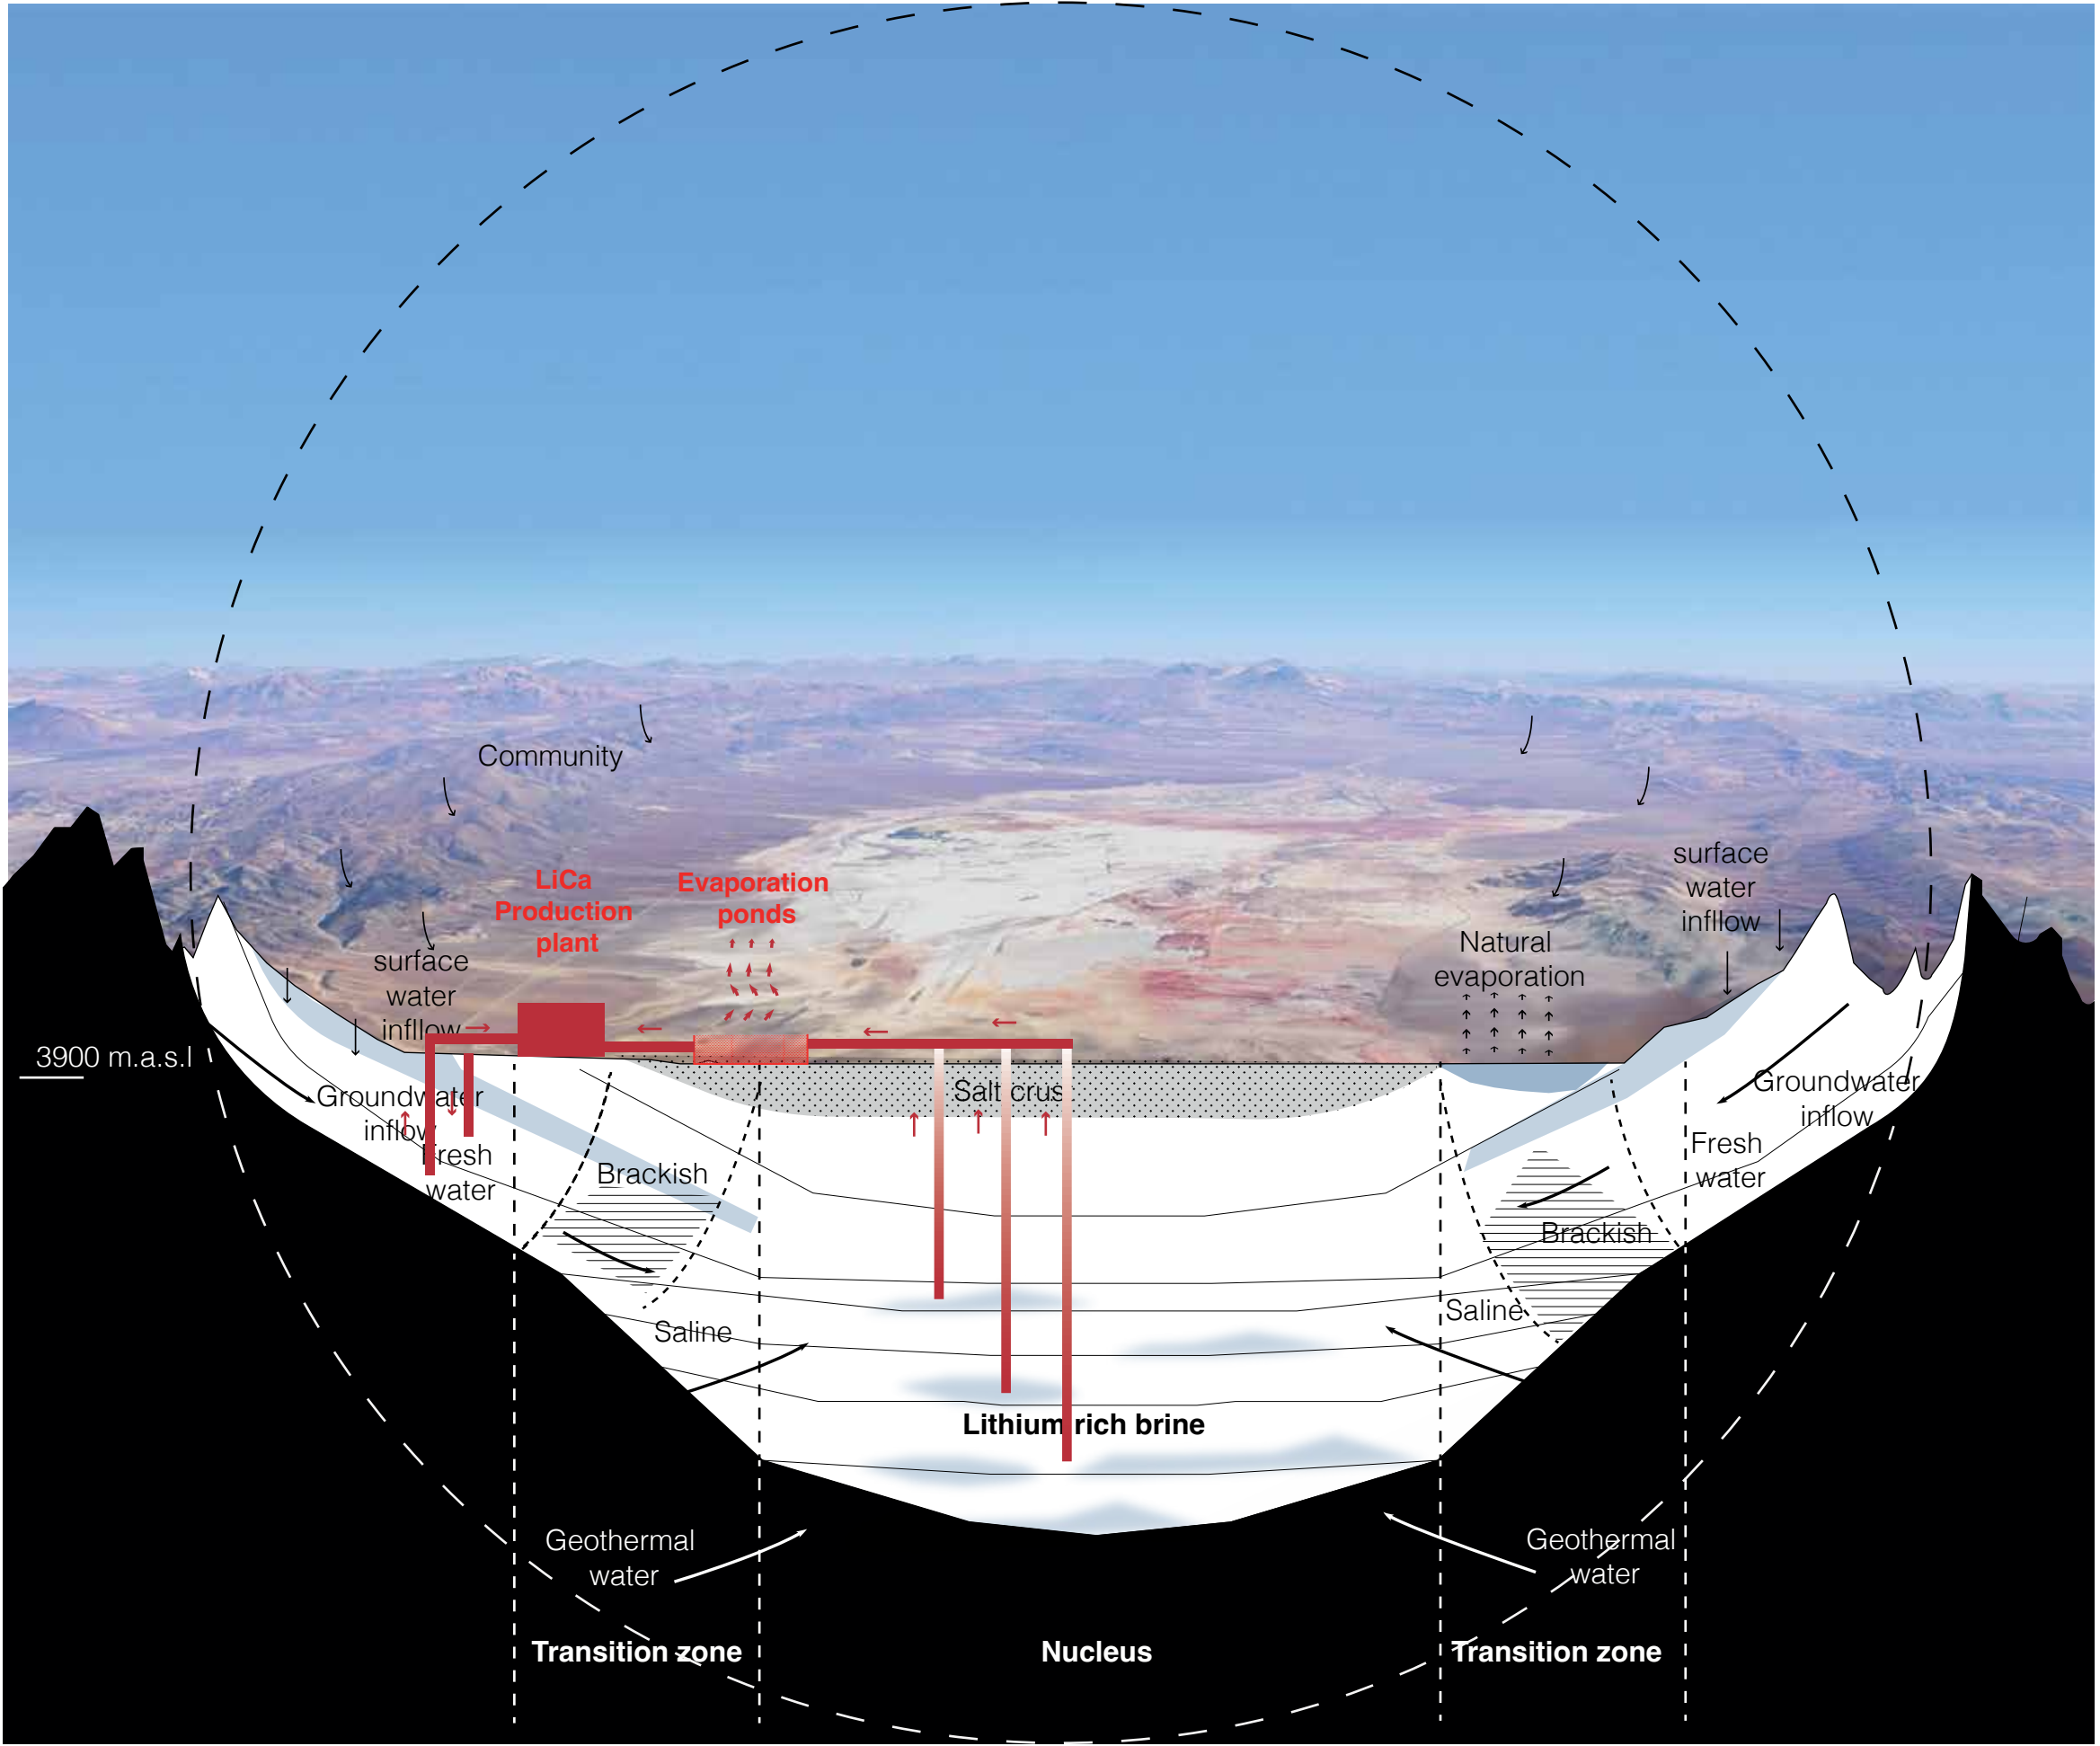 Community
LiCa
Production
plant
Evaporation
ponds
surface
water
infllow
Natural
evaporation
surface
water
infllow
3900 m.a.s.l
Groundwater
inflow
Fresh
water
Brackish
Saline
Salt crus
Lithium rich brine
Groundwater
inflow
Fresh
water
Brackish
Saline
Geothermal
water
Geothermal
water
Transition zone
Nucleus
Transition zone